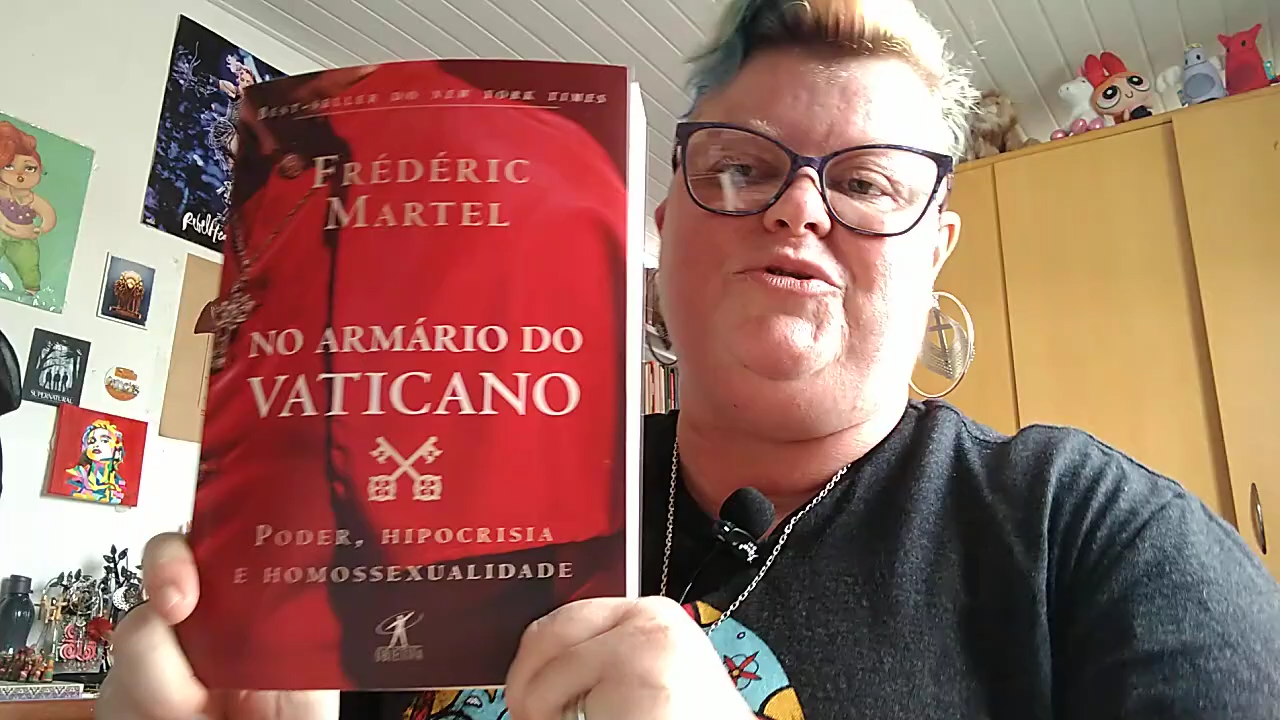 BEST-SELLER DO NEW YORK TIMES
FRÉDÉRIC
MARTEL
NO ARMÁRIO DO
VATICANO
PODER, HIPOCRISIA
E HOMOSSEXUALIDADE
SUPERNATURAL